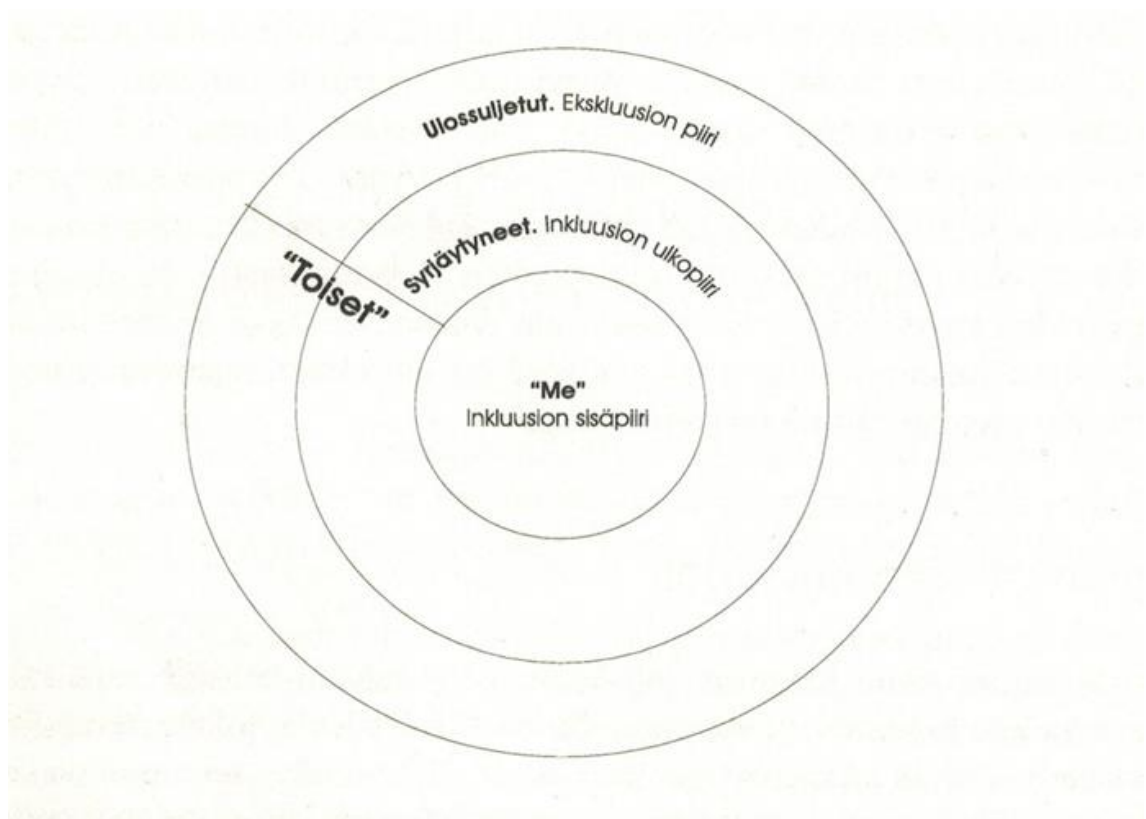 Ulossuljetut. Ekskluusion piiri
Syrjäytyneet. Inkluusion ulkopiiri
"Toiset"
"Me"
Inkluusion sisäpiiri